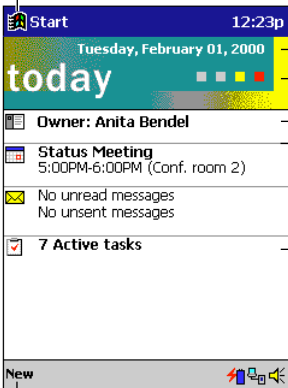 Start 12:23p
Tuesday, February 01, 2000
today
Owner: Anita Bendel
Status Meeting
5:00PM-6:00PM (Conf. room 2)
No unread messages
No unsent messages
7 Active tasks
New